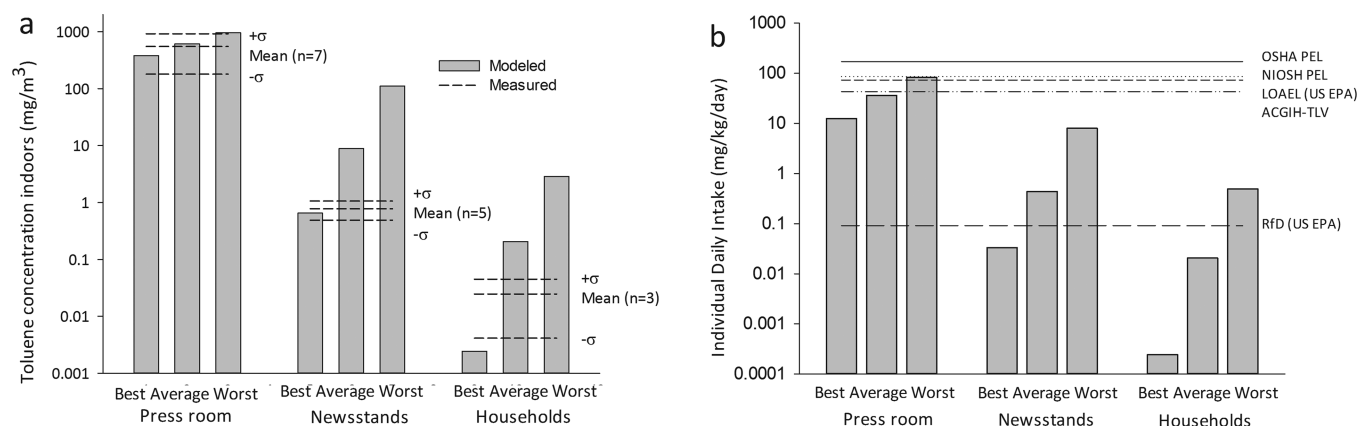 a
Toluene concentration indoors (mg/m³)
1000
100
10
1
0.1
0.01
0.001
+σ
Mean (n=7)
-σ
Modeled
Measured
+σ
Mean (n=5)
-σ
+σ
Mean (n=3)
-σ
Best Average Worst
Press room
Best Average Worst
Newsstands
Best Average Worst
Households
b
Individual Daily Intake (mg/kg/day)
1000
100
10
1
0.1
0.01
0.001
0.0001
OSHA PEL
NIOSH PEL
LOAEL (US EPA)
ACGIH-TLV
RfD (US EPA)
Best Average Worst
Press room
Best Average Worst
Newsstands
Best Average Worst
Households